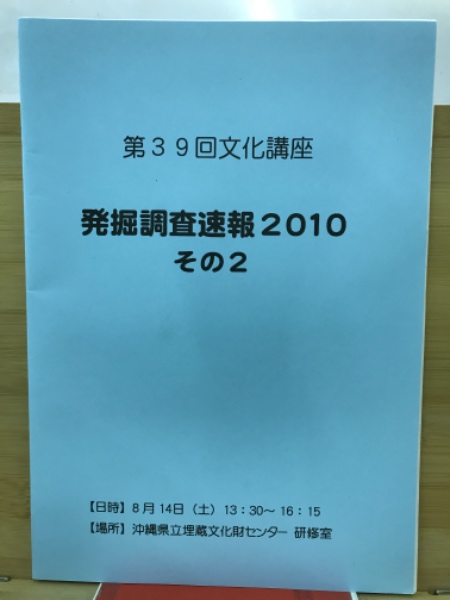 第39回文化講座
発掘調査速報2010
その2
【日時】8月14日（土）13：30～16：15
【場所】沖縄県立埋蔵文化財センター 研修室